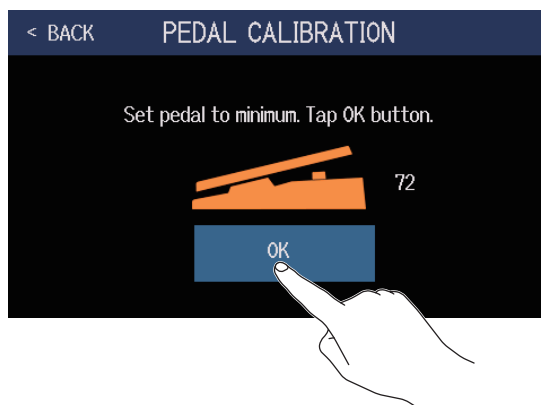 < BACK
PEDAL CALIBRATION
Set pedal to minimum. Tap OK button.
72
OK